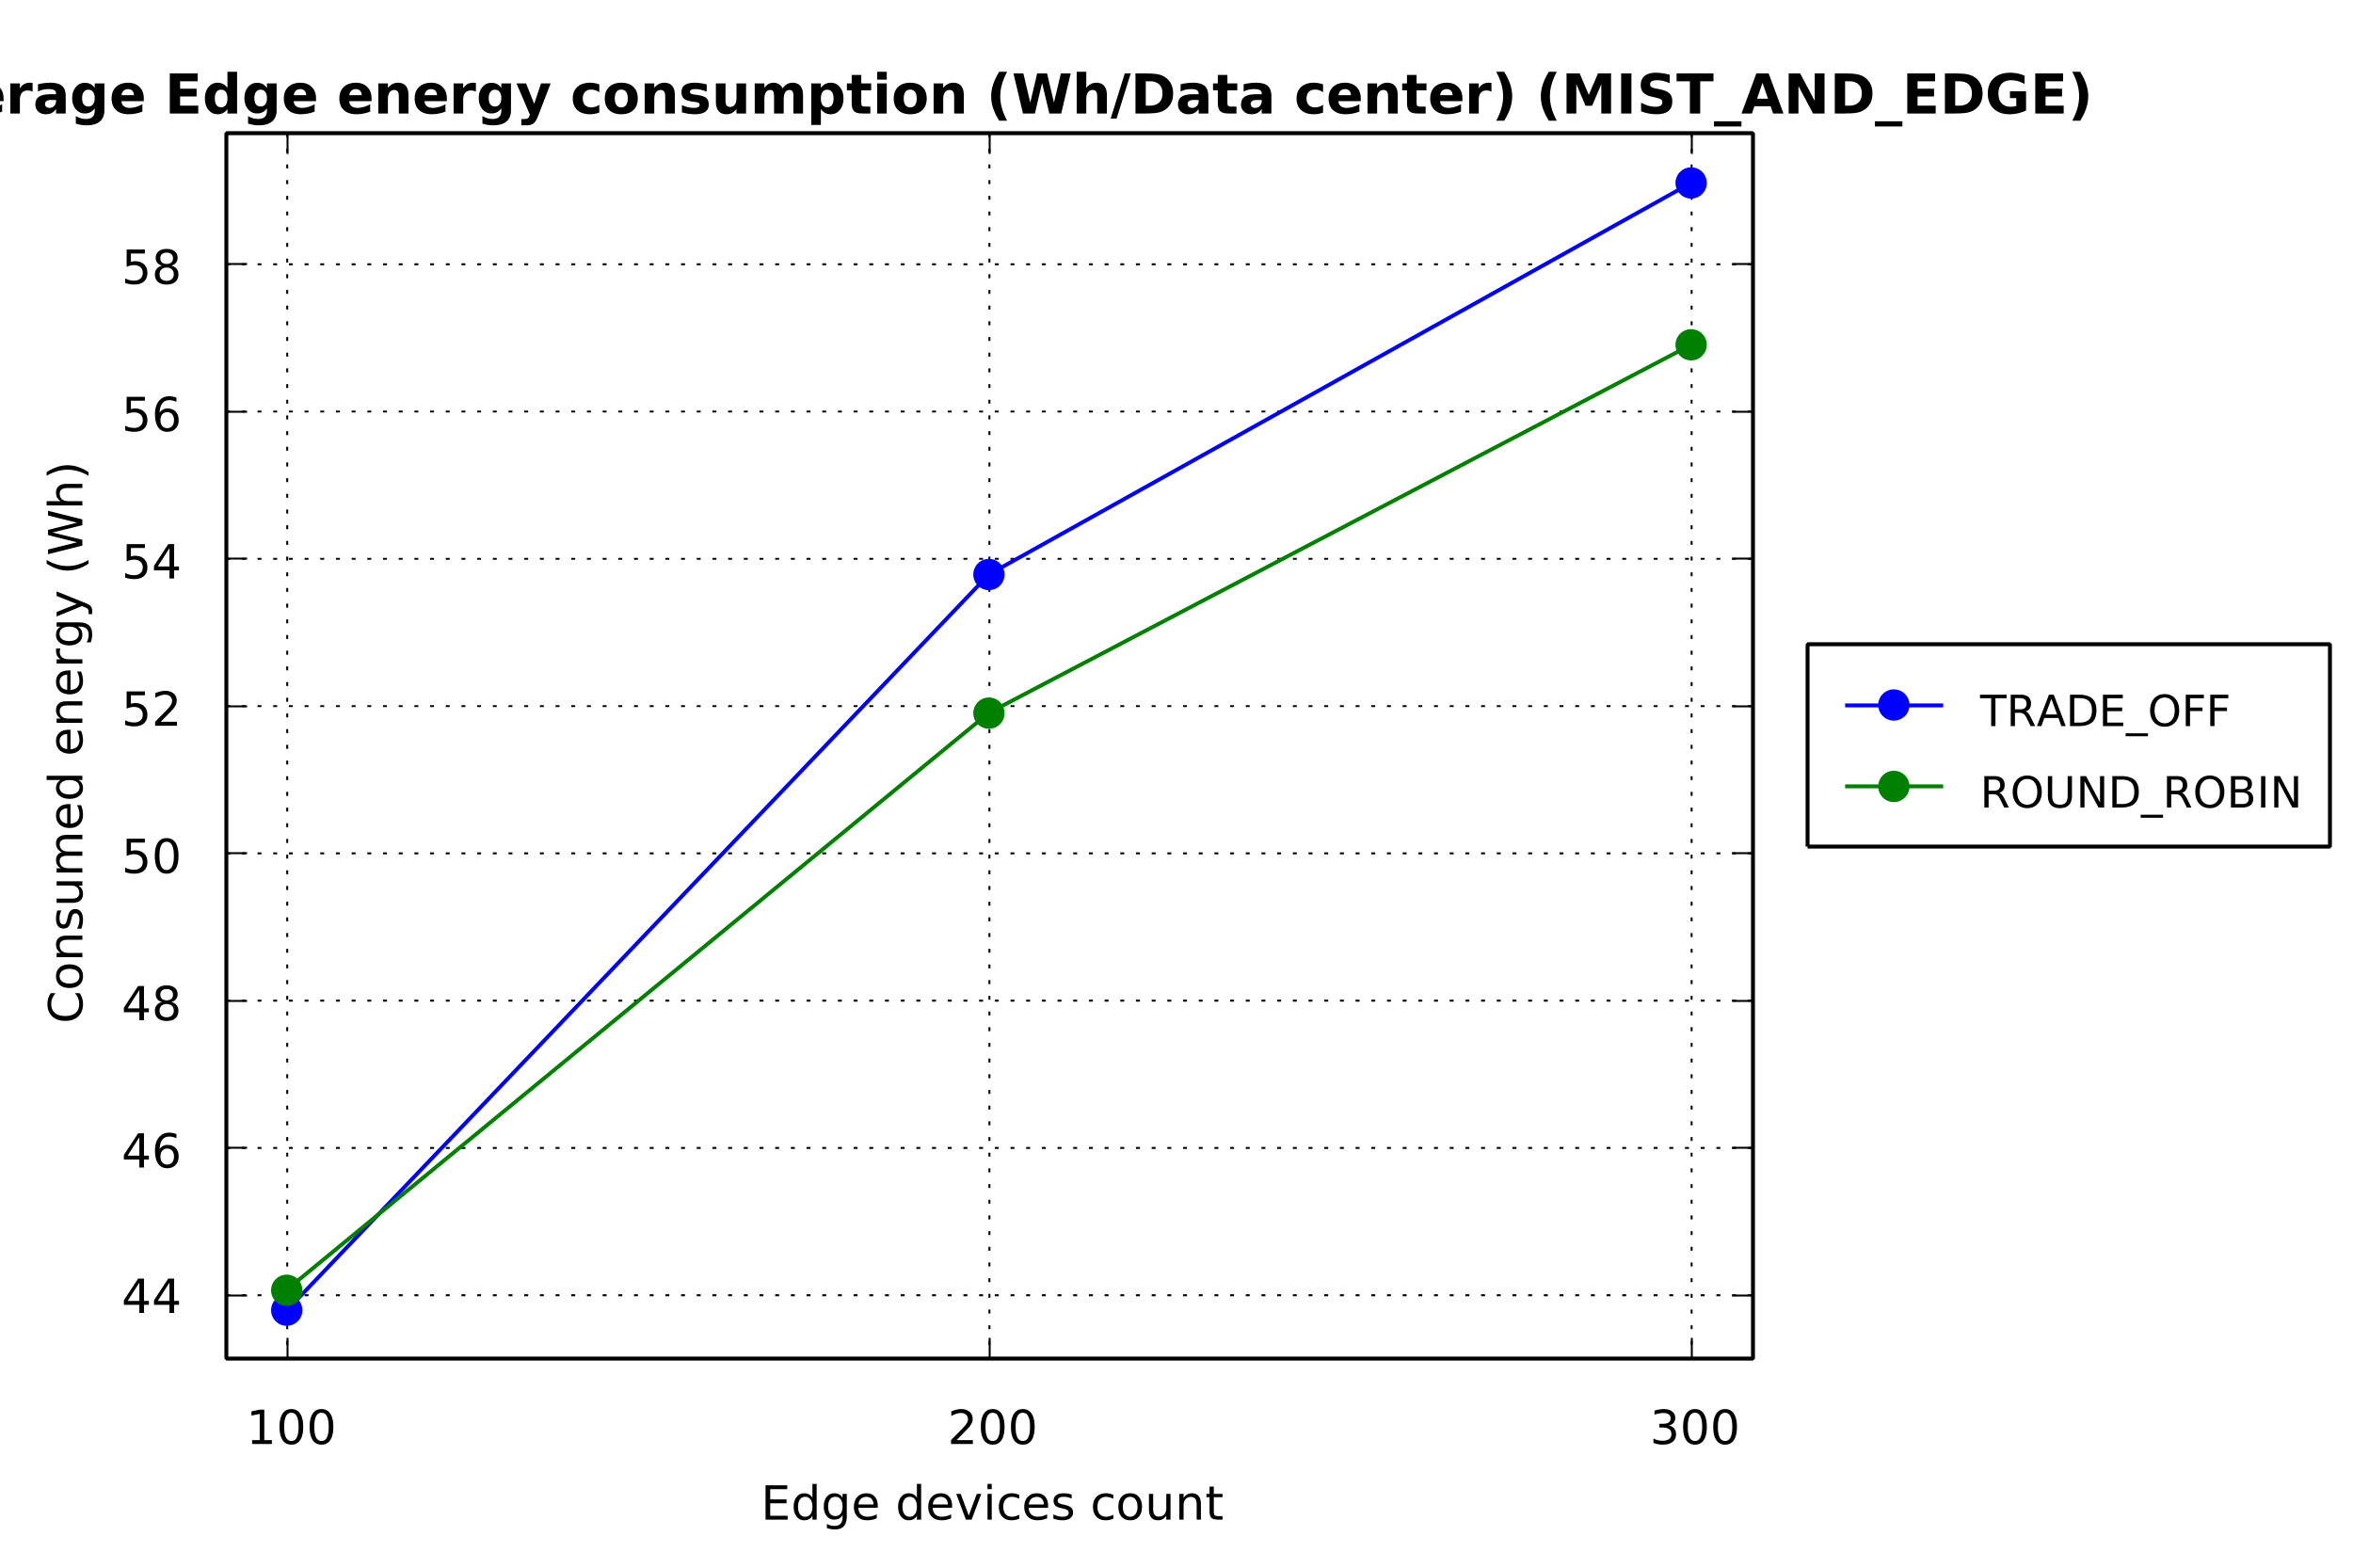 erage Edge energy consumption (Wh/Data center) (MIST_AND_EDGE)
58
56
54
52
50
48
46
44
Consumed energy (Wh)
100 200 300
Edge devices count
TRADE_OFF
ROUND_ROBIN